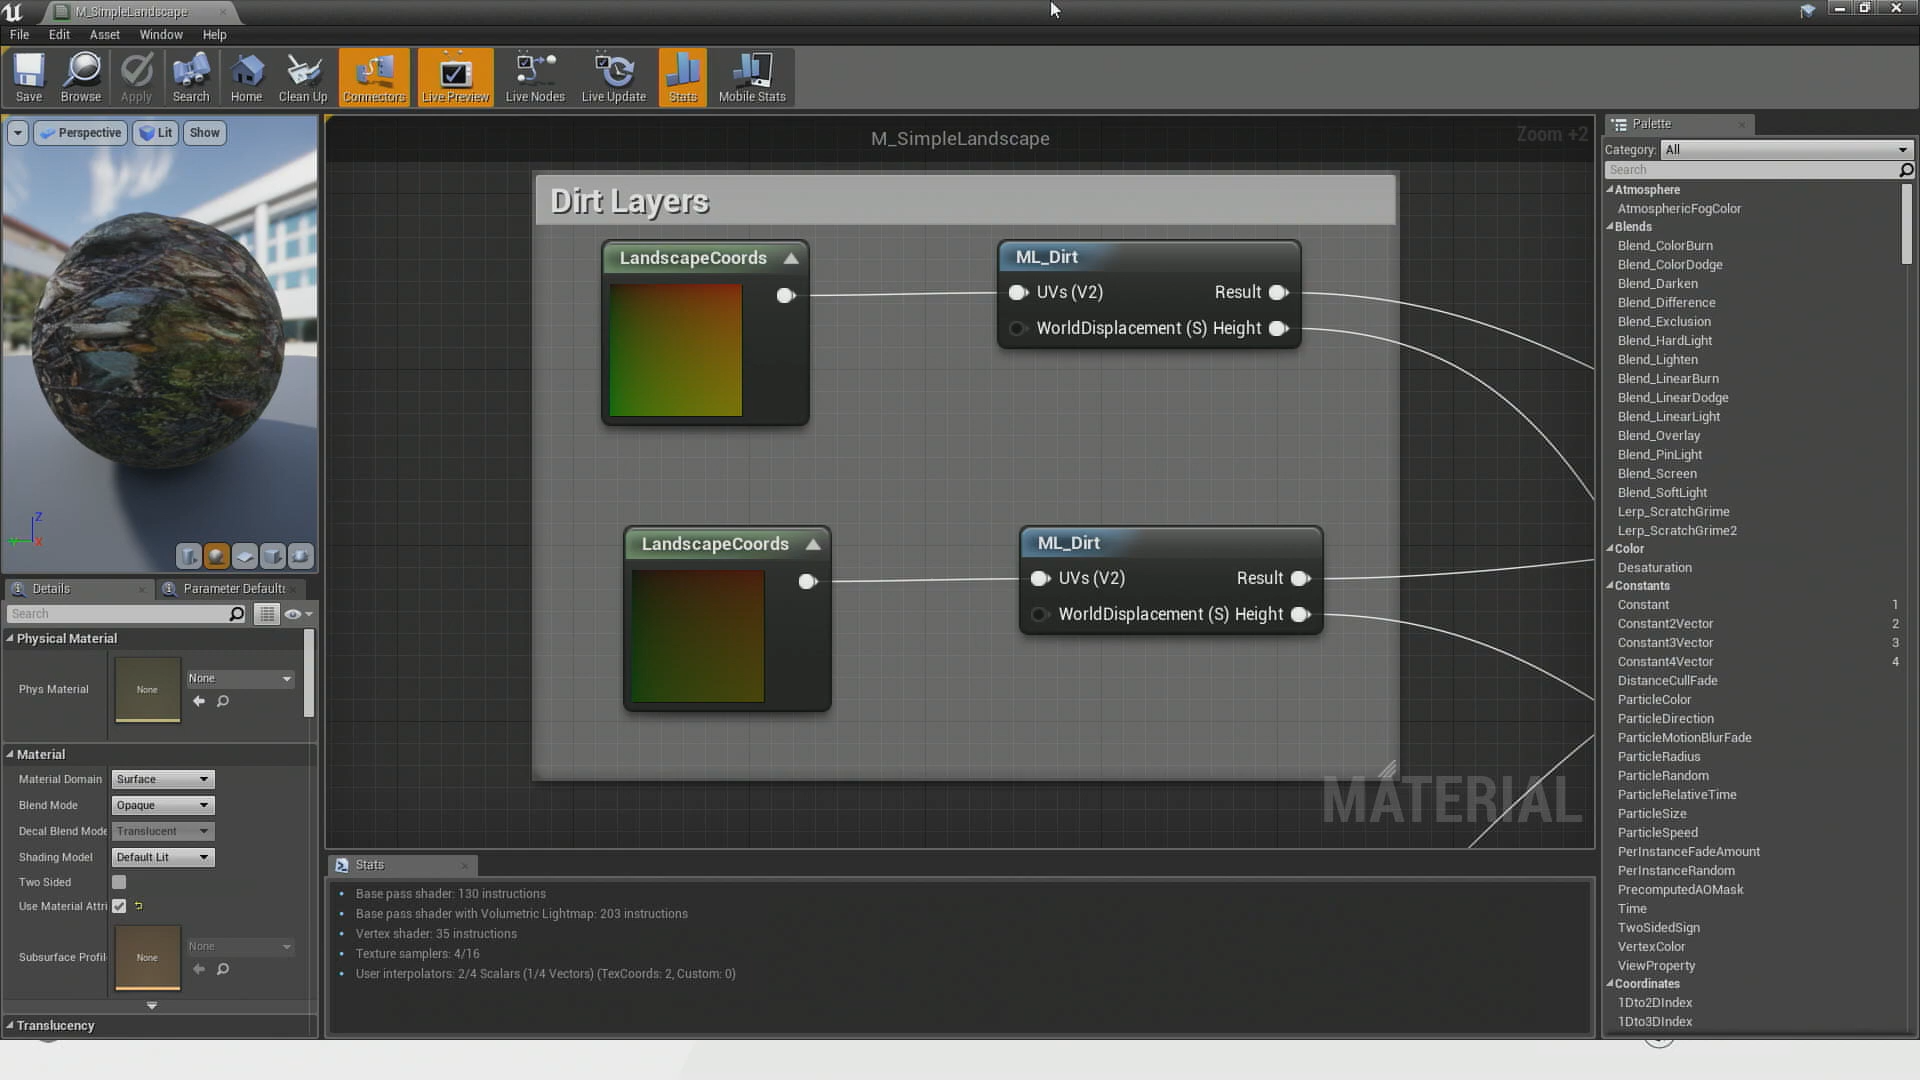 M_SimpleLandscape
File Edit Asset Window Help
Save Browse Apply Search Home Clean Up Connectors Live Preview Live Nodes Live Update Stats Mobile Stats
Perspective Lit Show
M_SimpleLandscape
Zoom +2
Dirt Layers
LandscapeCoords
ML_Dirt
UVs (V2) Result
WorldDisplacement (S) Height
LandscapeCoords
ML_Dirt
UVs (V2) Result
WorldDisplacement (S) Height
MATERIAL
Z
Y
X
Details
Parameter Default
Search
Physical Material
Phys Material
None
None
Material
Material Domain Surface
Blend Mode Opaque
Decal Blend Mode Translucent
Shading Model Default Lit
Two Sided
Use Material Attri
Subsurface Profil
None
None
Translucency
Stats
Base pass shader: 130 instructions
Base pass shader with Volumetric Lightmap: 203 instructions
Vertex shader: 35 instructions
Texture samplers: 4/16
User interpolators: 2/4 Scalars (1/4 Vectors) (TexCoords: 2, Custom: 0)
Palette
Category: All
Search
Atmosphere
AtmosphericFogColor
Blends
Blend_ColorBurn
Blend_ColorDodge
Blend_Darken
Blend_Difference
Blend_Exclusion
Blend_HardLight
Blend_Lighten
Blend_LinearBurn
Blend_LinearDodge
Blend_LinearLight
Blend_Overlay
Blend_PinLight
Blend_Screen
Blend_SoftLight
Lerp_ScratchGrime
Lerp_ScratchGrime2
Color
Desaturation
Constants
Constant 1
Constant2Vector 2
Constant3Vector 3
Constant4Vector 4
DistanceCullFade
ParticleColor
ParticleDirection
ParticleMotionBlurFade
ParticleRadius
ParticleRandom
ParticleRelativeTime
ParticleSize
ParticleSpeed
PerInstanceFadeAmount
PerInstanceRandom
PrecomputedAOMask
Time
TwoSidedSign
VertexColor
ViewProperty
Coordinates
1Dto2DIndex
1Dto3DIndex